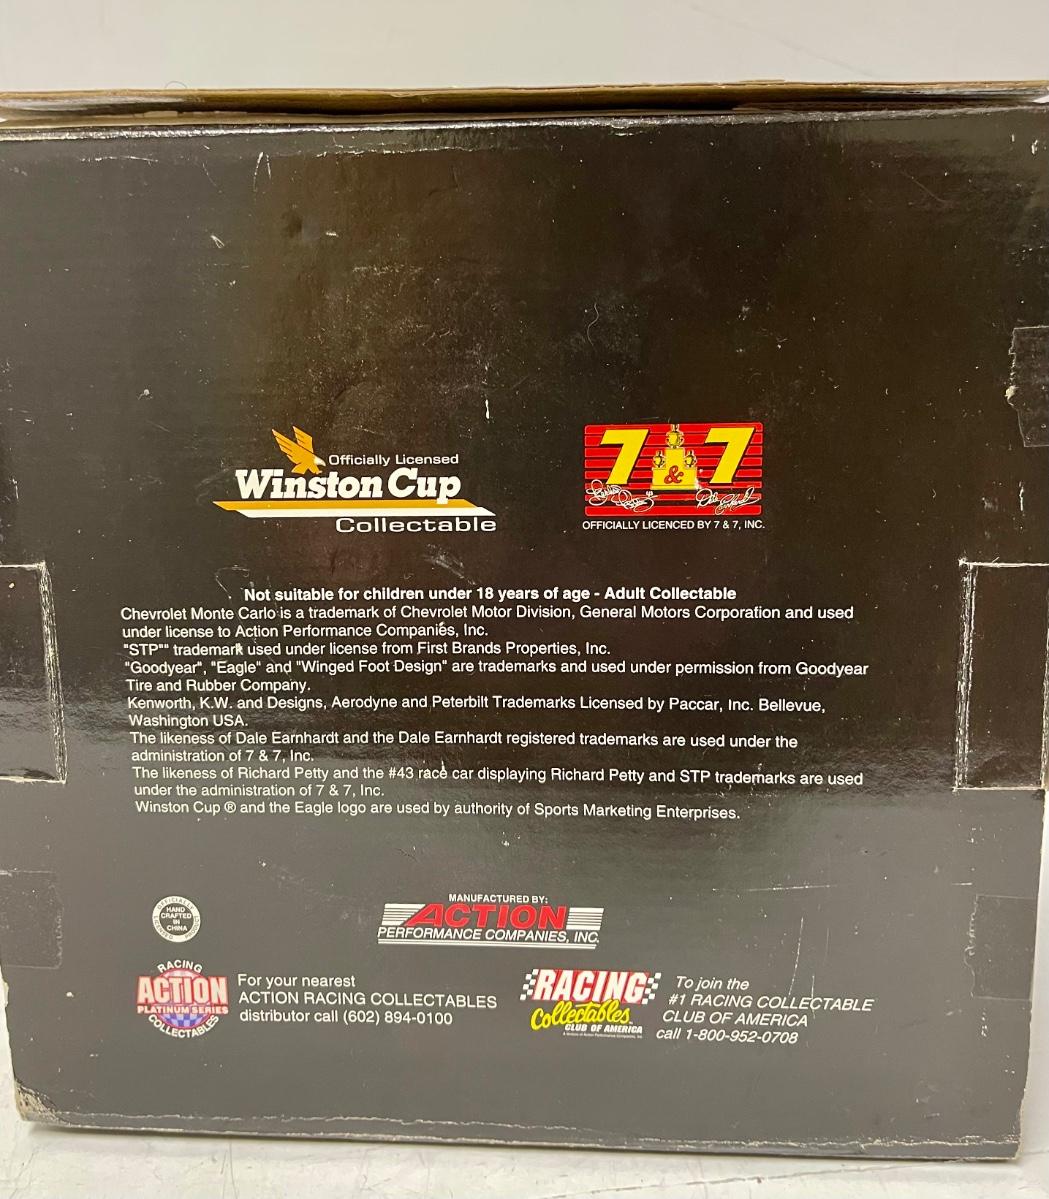 Officially Licensed
Winston Cup
Collectable
7 & 7
OFFICIALLY LICENCED BY 7 & 7, INC.
Not suitable for children under 18 years of age - Adult Collectable
Chevrolet Monte Carlo is a trademark of Chevrolet Motor Division, General Motors Corporation and used
under license to Action Performance Companies, Inc.
"STP"" trademark used under license from First Brands Properties, Inc.
"Goodyear", "Eagle" and "Winged Foot Design" are trademarks and used under permission from Goodyear
Tire and Rubber Company.
Kenworth, K.W. and Designs, Aerodyne and Peterbilt Trademarks Licensed by Paccar, Inc. Bellevue,
Washington USA.
The likeness of Dale Earnhardt and the Dale Earnhardt registered trademarks are used under the
administration of 7 & 7, Inc.
The likeness of Richard Petty and the #43 race car displaying Richard Petty and STP trademarks are used
under the administration of 7 & 7, Inc.
Winston Cup ® and the Eagle logo are used by authority of Sports Marketing Enterprises.
HAND
CRAFTED
IN
CHINA
MANUFACTURED BY:
ACTION
PERFORMANCE COMPANIES, INC.
RACING
ACTION
PLATINUM SERIES
COLLECTABLES
For your nearest
ACTION RACING COLLECTABLES
distributor call (602) 894-0100
RACING
Collectables
CLUB OF AMERICA
To join the
#1 RACING COLLECTABLE
CLUB OF AMERICA
call 1-800-952-0708